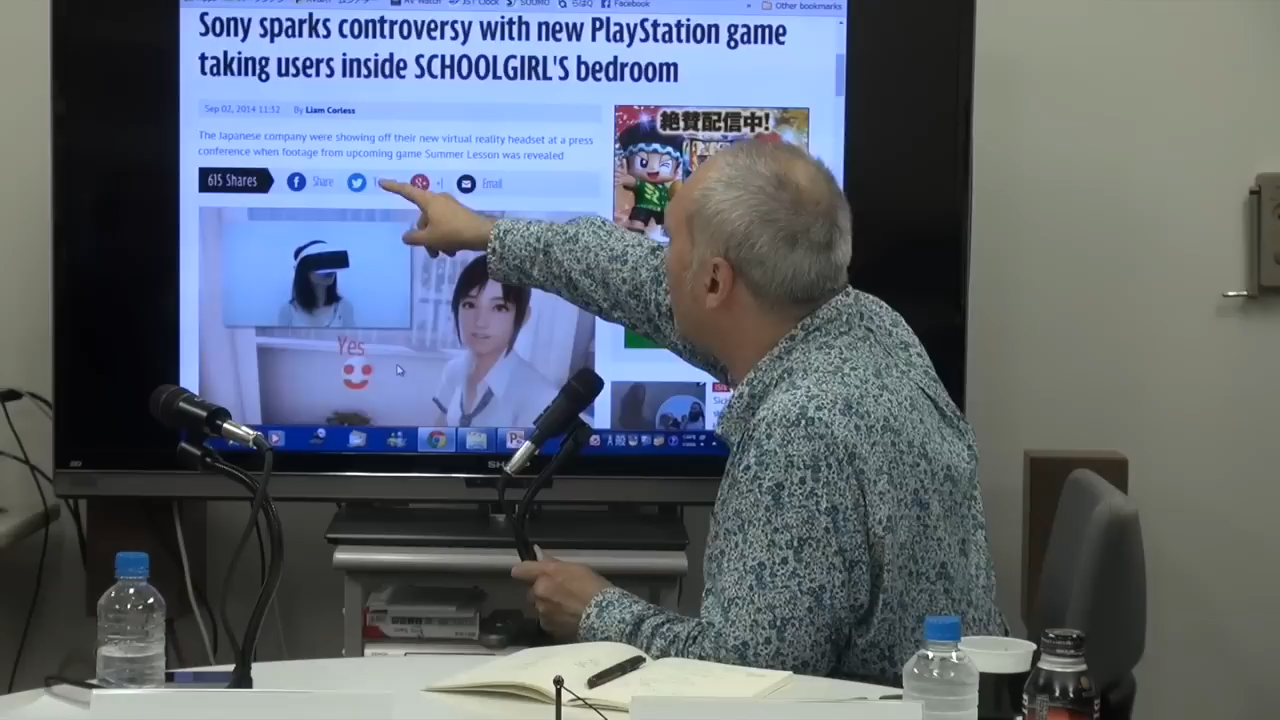 SUUMO
Facebook
Other bookmarks
Sony sparks controversy with new PlayStation game
taking users inside SCHOOLGIRL'S bedroom
Sep 02, 2014 11:32 By Liam Corless
The Japanese company were showing off their new virtual reality headset at a press
conference when footage from upcoming game Summer Lesson was revealed
615 Shares Share +1 Email
絶賛配信中!
Yes